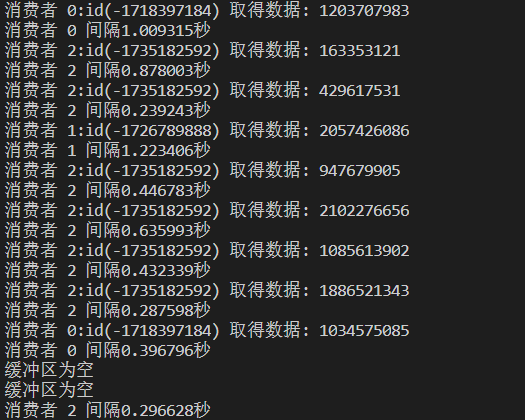 消费者 0:id(-1718397184) 取得数据: 1203707983
消费者 0 间隔1.009315秒
消费者 2:id(-1735182592) 取得数据: 163353121
消费者 2 间隔0.878003秒
消费者 2:id(-1735182592) 取得数据: 429617531
消费者 2 间隔0.239243秒
消费者 1:id(-1726789888) 取得数据: 2057426086
消费者 1 间隔1.223406秒
消费者 2:id(-1735182592) 取得数据: 947679905
消费者 2 间隔0.446783秒
消费者 2:id(-1735182592) 取得数据: 2102276656
消费者 2 间隔0.635993秒
消费者 2:id(-1735182592) 取得数据: 1085613902
消费者 2 间隔0.432339秒
消费者 2:id(-1735182592) 取得数据: 1886521343
消费者 2 间隔0.287598秒
消费者 0:id(-1718397184) 取得数据: 1034575085
消费者 0 间隔0.396796秒
缓冲区为空
缓冲区为空
消费者 2 间隔0.296628秒